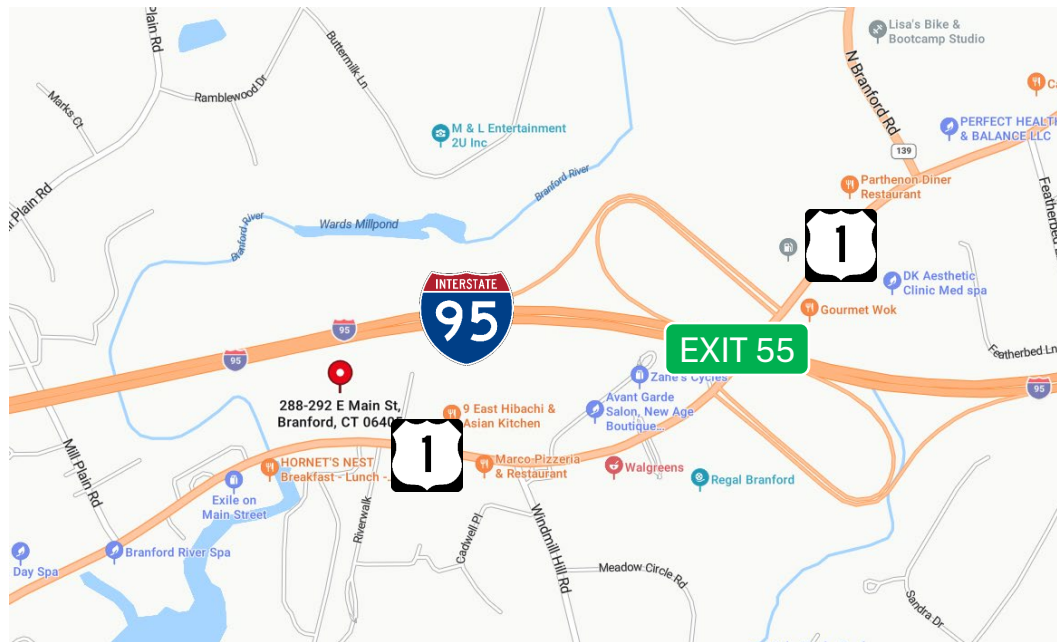 Plain Rd
Buttermilk Ln
Lisa's Bike &
Bootcamp Studio
N Branford Rd
Ramblewood Dr
Marks Ct
M & L Entertainment
2U Inc
PERFECT HEALTH
& BALANCE LLC
139
Parthenon Diner
Restaurant
Branford River
Plain Rd
Branford River
Wards Millpond
1
DK Aesthetic
Clinic Med spa
INTERSTATE
95
Gourmet Wok
95
95
EXIT 55
Featherbed Ln
Zane's Cycles
95
288-292 E Main St,
Branford, CT 06405
Avant Garde
Salon, New Age
Boutique...
9 East Hibachi &
Asian Kitchen
1
Mill Plain Rd
HORNET'S NEST
Breakfast - Lunch -...
Marco Pizzeria
& Restaurant
Walgreens
Regal Branford
Exile on
Main Street
Riverwalk
Cadwell Pl
Windmill Hill Rd
Branford River Spa
Day Spa
Meadow Circle Rd
Sandra Dr